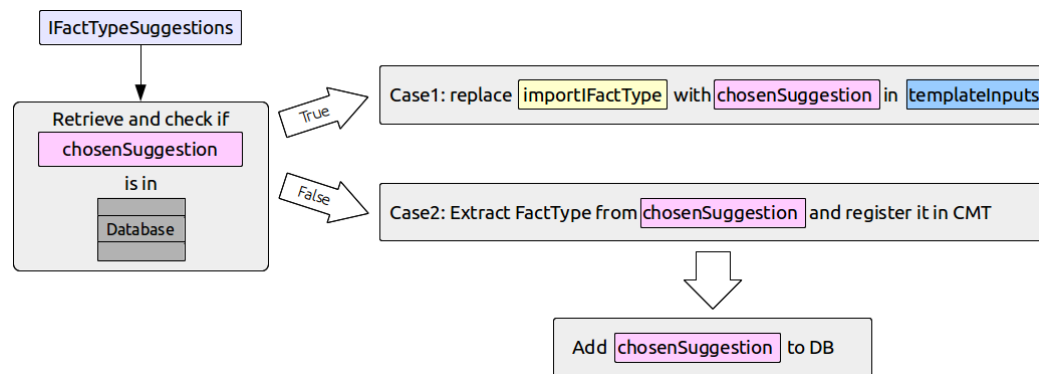 IFactTypeSuggestions
Retrieve and check if
chosenSuggestion
is in
Database
True
Case1: replace importIFactType with chosenSuggestion in templateInputs
False
Case2: Extract FactType from chosenSuggestion and register it in CMT
Add chosenSuggestion to DB